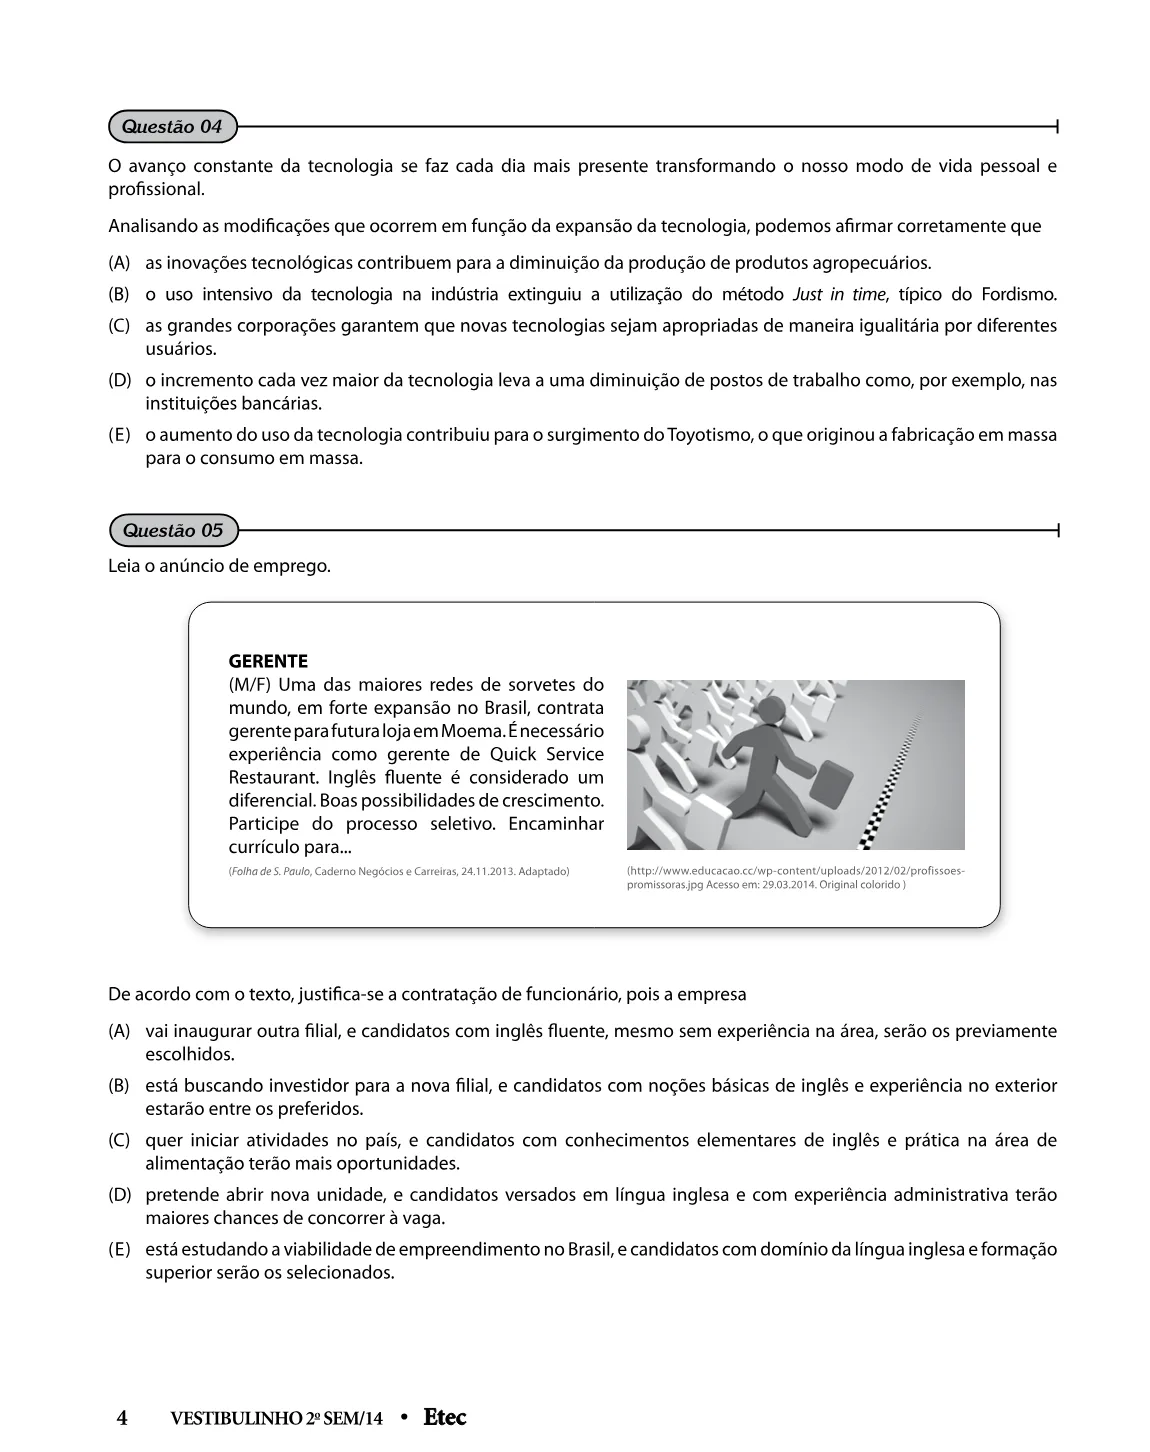 Questão 04
O avanço constante da tecnologia se faz cada dia mais presente transformando o nosso modo de vida pessoal e
profissional.
Analisando as modificações que ocorrem em função da expansão da tecnologia, podemos afirmar corretamente que
(A) as inovações tecnológicas contribuem para a diminuição da produção de produtos agropecuários.
(B) o uso intensivo da tecnologia na indústria extinguiu a utilização do método Just in time, típico do Fordismo.
(C) as grandes corporações garantem que novas tecnologias sejam apropriadas de maneira igualitária por diferentes
usuários.
(D) o incremento cada vez maior da tecnologia leva a uma diminuição de postos de trabalho como, por exemplo, nas
instituições bancárias.
(E) o aumento do uso da tecnologia contribuiu para o surgimento do Toyotismo, o que originou a fabricação em massa
para o consumo em massa.
Questão 05
Leia o anúncio de emprego.
GERENTE
(M/F) Uma das maiores redes de sorvetes do
mundo, em forte expansão no Brasil, contrata
gerente para futura loja em Moema. É necessário
experiência como gerente de Quick Service
Restaurant. Inglês fluente é considerado um
diferencial. Boas possibilidades de crescimento.
Participe do processo seletivo. Encaminhar
currículo para...
(Folha de S. Paulo, Caderno Negócios e Carreiras, 24.11.2013. Adaptado)
(http://www.educacao.cc/wp-content/uploads/2012/02/profissoes-
promissoras.jpg Acesso em: 29.03.2014. Original colorido )
De acordo com o texto, justifica-se a contratação de funcionário, pois a empresa
(A) vai inaugurar outra filial, e candidatos com inglês fluente, mesmo sem experiência na área, serão os previamente
escolhidos.
(B) está buscando investidor para a nova filial, e candidatos com noções básicas de inglês e experiência no exterior
estarão entre os preferidos.
(C) quer iniciar atividades no país, e candidatos com conhecimentos elementares de inglês e prática na área de
alimentação terão mais oportunidades.
(D) pretende abrir nova unidade, e candidatos versados em língua inglesa e com experiência administrativa terão
maiores chances de concorrer à vaga.
(E) está estudando a viabilidade de empreendimento no Brasil, e candidatos com domínio da língua inglesa e formação
superior serão os selecionados.
4 VESTIBULINHO 2º SEM/14 • Etec